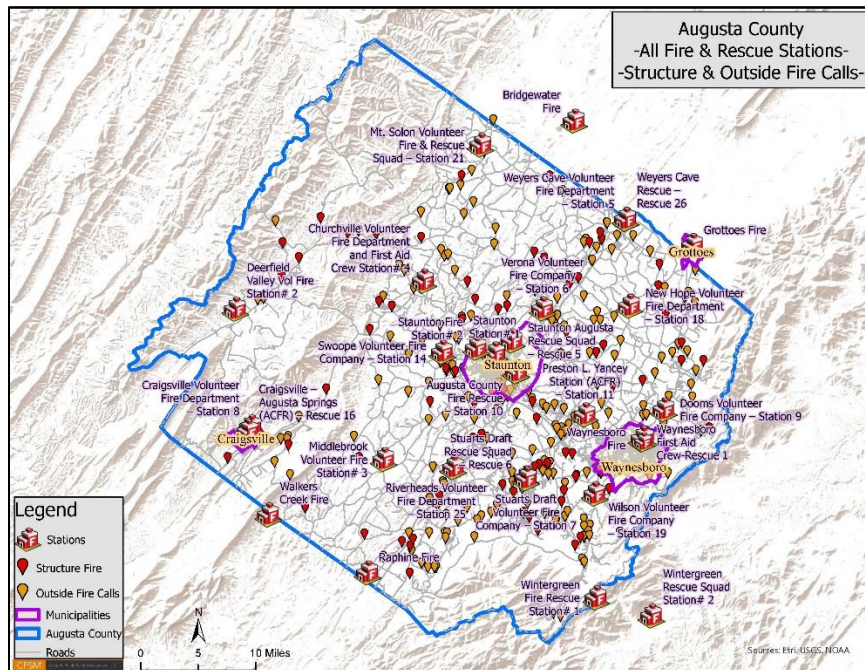 Augusta County
-All Fire & Rescue Stations-
-Structure & Outside Fire Calls-
Bridgewater
Fire
Mt. Solon Volunteer
Fire & Rescue
Squad – Station 21
Weyers Cave Volunteer
Fire Department
– Station 5
Weyers Cave
Rescue –
Rescue 26
Grottoes Fire
Grottoes
Churchville Volunteer
Fire Department
and First Aid
Crew Station# 4
Deerfield
Valley Vol Fire
Station# 2
Verona Volunteer
Fire Company
– Station 6
New Hope Volunteer
Fire Department
– Station 18
Staunton Fire
Station# 2
Staunton
Station# 1
Staunton Augusta
Rescue Squad
– Rescue 5
Swoope Volunteer Fire
Company – Station 14
Staunton
Preston L. Yancey
Station (ACFR)
– Station 11
Augusta County
Fire Rescue
– Station 10
Craigsville Volunteer
Fire Department
– Station 8
Craigsville –
Augusta Springs
(ACFR) – Rescue 16
Craigsville
Dooms Volunteer
Fire Company – Station 9
Waynesboro
Fire
Waynesboro
First Aid
Crew-Rescue 1
Waynesboro
Middlebrook
Volunteer Fire
Station# 3
Stuarts Draft
Rescue Squad
– Rescue 6
Walkers
Creek Fire
Riverheads Volunteer
Fire Department
– Station 25
Stuarts Draft
Volunteer Fire
Company – Station 7
Wilson Volunteer
Fire Company
– Station 19
Raphine Fire
Wintergreen
Fire Rescue
Station# 1
Wintergreen
Rescue Squad
Station# 2
Legend
Stations
Structure Fire
Outside Fire Calls
Municipalities
Augusta County
Roads
CPSM
N
0 5 10 Miles
Sources: Esri, USGS, NOAA